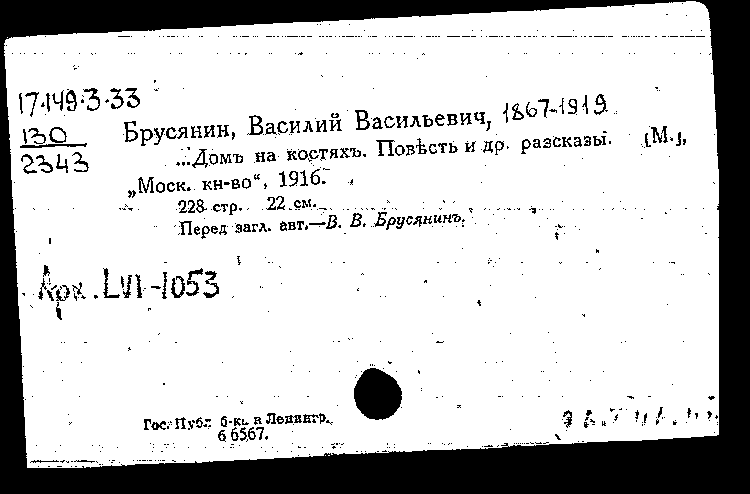 17.149.3.33
130
2343
Брусянин, Василий Васильевич, 1867-1919
...Домъ на костяхъ. Повѣсть и др. разсказы. [М.],
„Моск. кн-во“, 1916.
228 стр. 22 см.
Перед загл. авт.—В. В. Брусянинъ.
Арх. LVI-1053
Гос. Публ. б-ка в Ленингр.
б 6567.